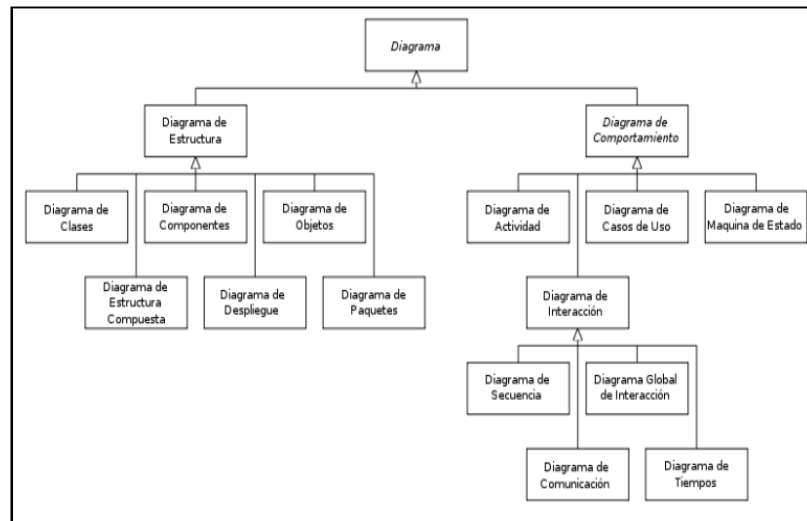 Diagrama
Diagrama de
Estructura
Diagrama de
Comportamiento
Diagrama de
Clases
Diagrama de
Componentes
Diagrama de
Objetos
Diagrama de
Actividad
Diagrama de
Casos de Uso
Diagrama de
Maquina de Estado
Diagrama de
Estructura
Compuesta
Diagrama de
Despliegue
Diagrama de
Paquetes
Diagrama de
Interacción
Diagrama de
Secuencia
Diagrama Global
de Interacción
Diagrama de
Comunicación
Diagrama de
Tiempos